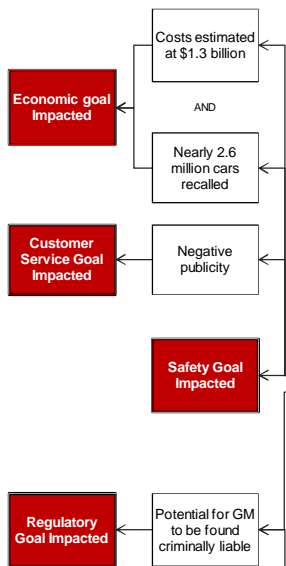 Costs estimated
at $1.3 billion
Economic goal
Impacted
AND
Nearly 2.6
million cars
recalled
Customer
Service Goal
Impacted
Negative
publicity
Safety Goal
Impacted
Regulatory
Goal Impacted
Potential for GM
to be found
criminally liable